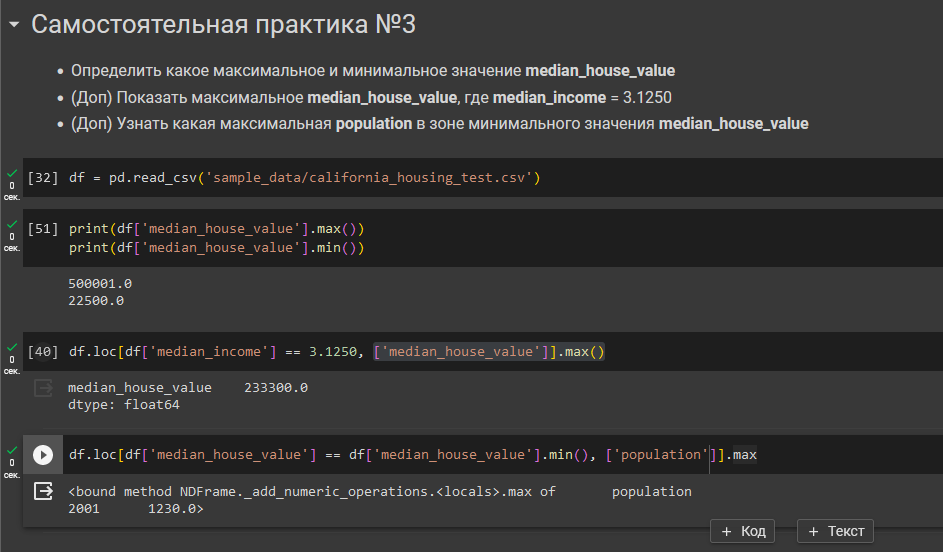 Самостоятельная практика №3
Определить какое максимальное и минимальное значение median_house_value
(Доп) Показать максимальное median_house_value, где median_income = 3.1250
(Доп) Узнать какая максимальная population в зоне минимального значения median_house_value
0
сек.
[32] df = pd.read_csv('sample_data/california_housing_test.csv')
0
сек.
[51] print(df['median_house_value'].max())
print(df['median_house_value'].min())
500001.0
22500.0
0
сек.
[40] df.loc[df['median_income'] == 3.1250, ['median_house_value']].max()
median_house_value    233300.0
dtype: float64
0
сек.
df.loc[df['median_house_value'] == df['median_house_value'].min(), ['population']].max
<bound method NDFrame._add_numeric_operations.<locals>.max of       population
2001      1230.0>
+ Код + Текст